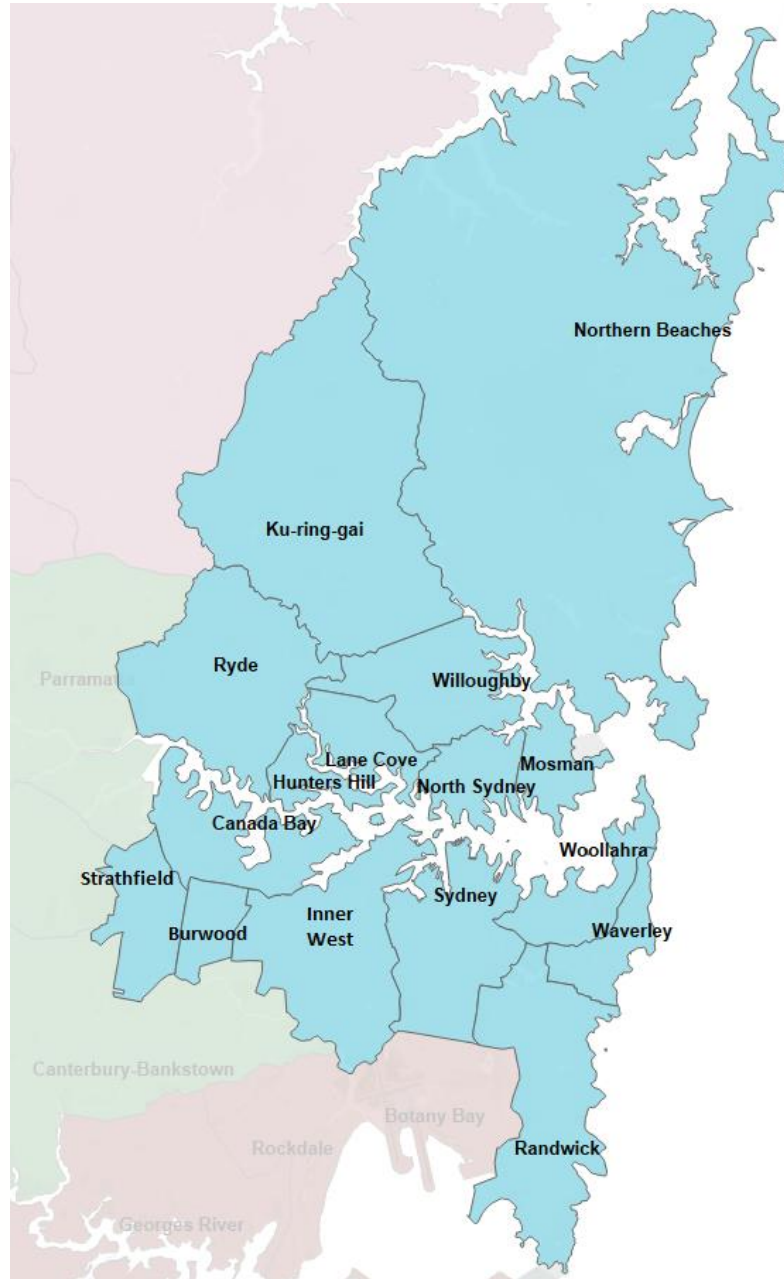 Northern Beaches
Ku-ring-gai
Ryde
Parramatta
Willoughby
Lane Cove
Mosman
Hunters Hill
North Sydney
Canada Bay
Woollahra
Strathfield
Sydney
Inner
West
Burwood
Waverley
Canterbury-Bankstown
Botany Bay
Rockdale
Randwick
Georges River